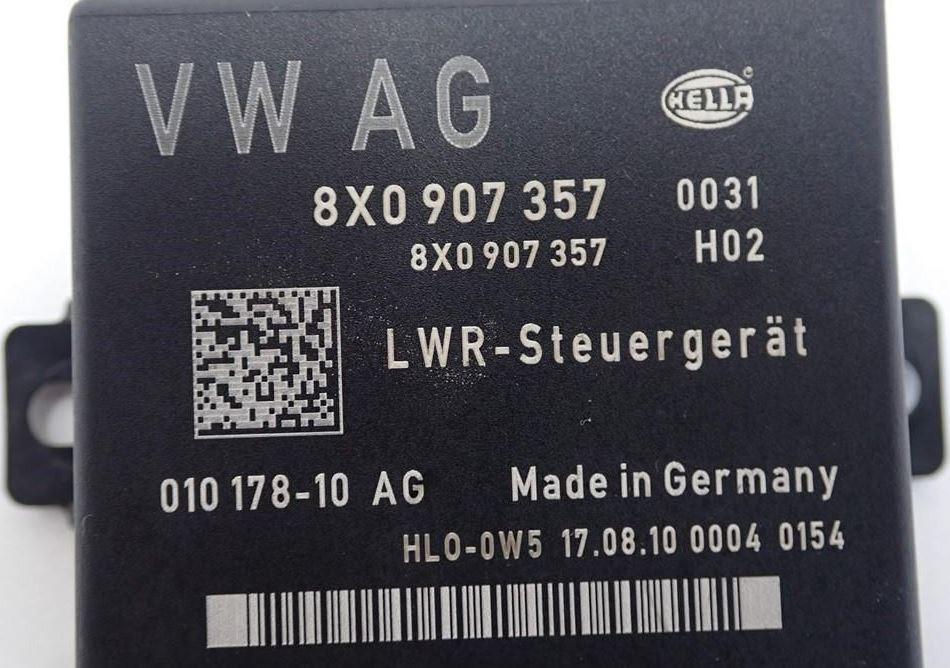 VW AG
HELLA
8X0 907 357 0031
8X0 907 357 H02
LWR-Steuergerät
010 178-10 AG Made in Germany
HLO-0W5 17.08.10 0004 0154